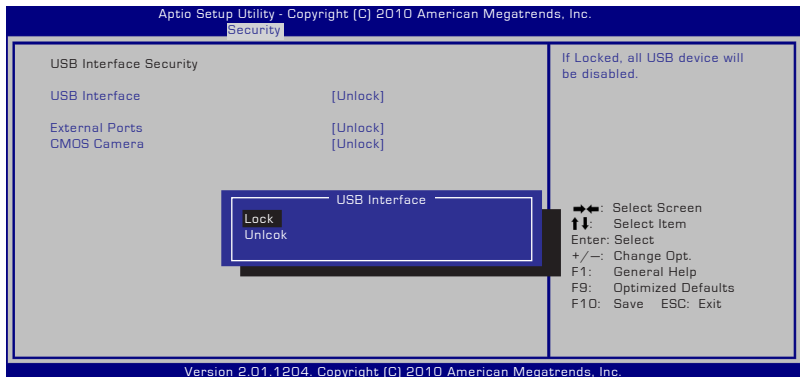 Aptio Setup Utility - Copyright (C) 2010 American Megatrends, Inc.
Security
USB Interface Security
USB Interface [Unlock]
External Ports [Unlock]
CMOS Camera [Unlock]
If Locked, all USB device will
be disabled.
USB Interface
Lock
Unlcok
→←: Select Screen
↑↓: Select Item
Enter: Select
+/—: Change Opt.
F1: General Help
F9: Optimized Defaults
F10: Save ESC: Exit
Version 2.01.1204. Copyright (C) 2010 American Megatrends, Inc.